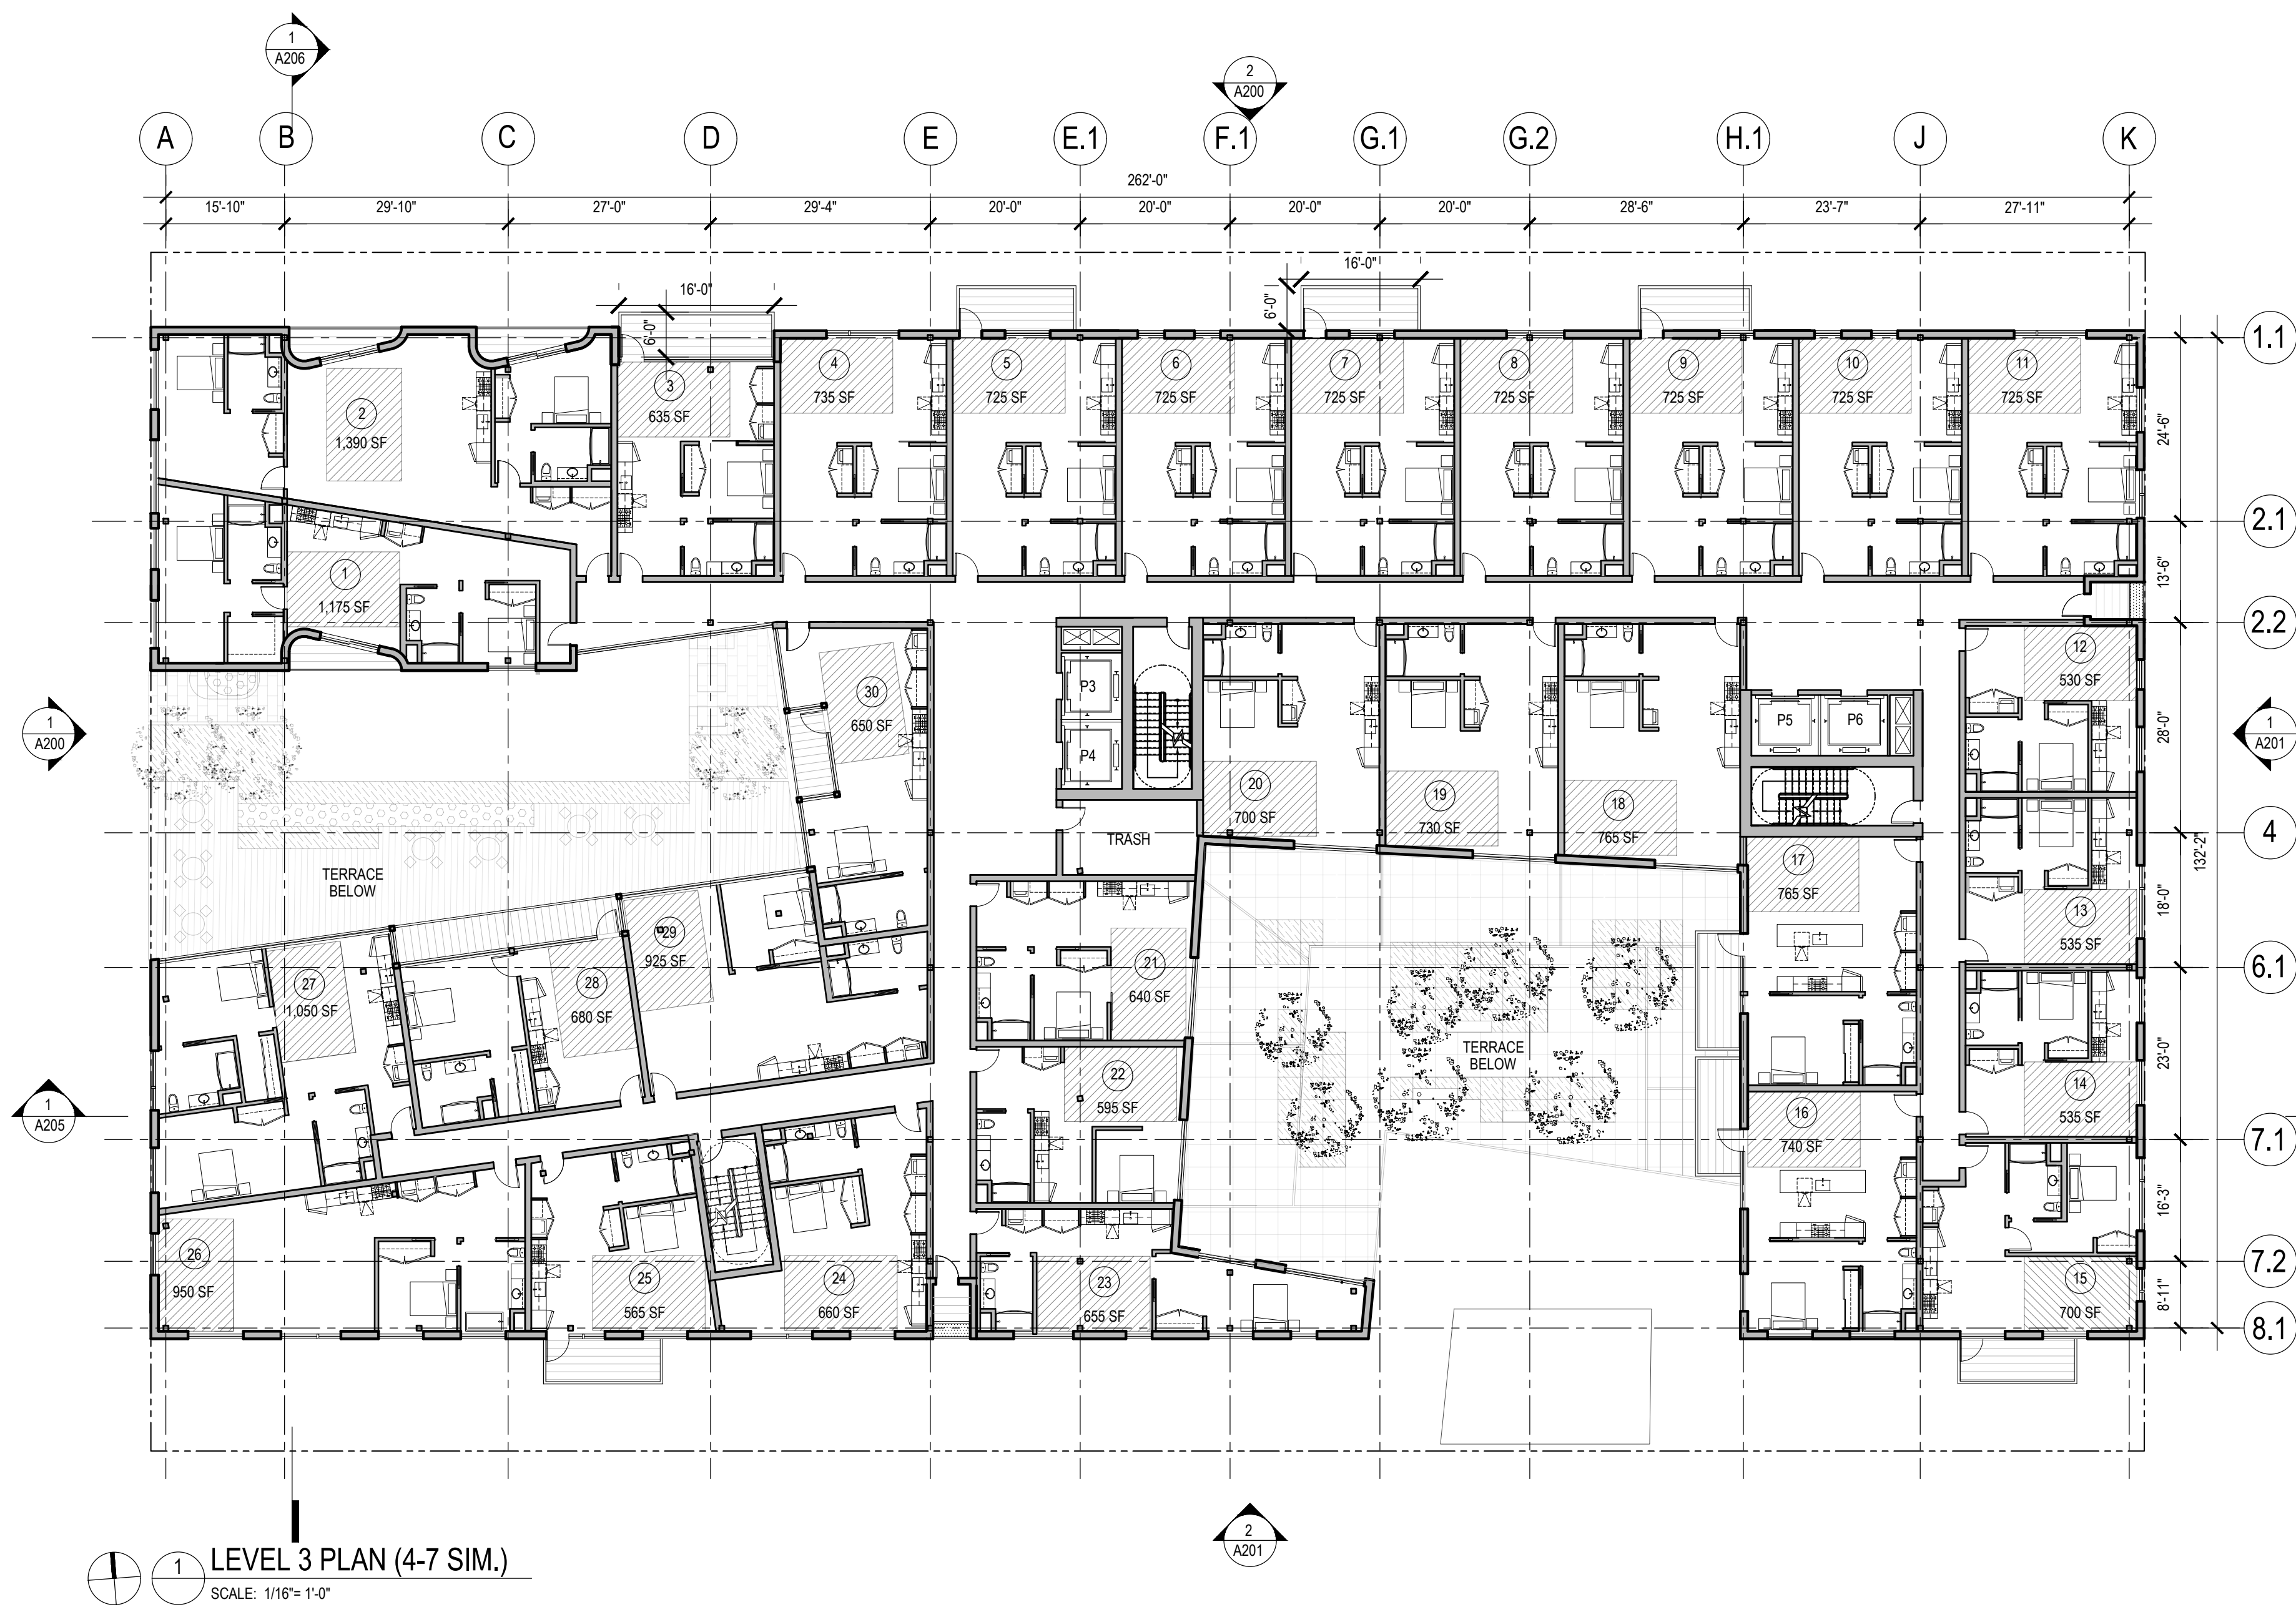 1
A206
2
A200
A
B
C
D
E
E.1
F.1
G.1
G.2
H.1
J
K
262'-0"
15'-10"
29'-10"
27'-0"
29'-4"
20'-0"
20'-0"
20'-0"
20'-0"
28'-6"
23'-7"
27'-11"
16'-0"
6'-0"
16'-0"
6'-0"
1.1
2.1
2.2
4
6.1
7.1
7.2
8.1
24'-6"
13'-6"
28'-0"
18'-0"
23'-0"
16'-3"
8'-11"
132'-2"
2
1,390 SF
3
635 SF
4
735 SF
5
725 SF
6
725 SF
7
725 SF
8
725 SF
9
725 SF
10
725 SF
11
725 SF
1
1,175 SF
12
530 SF
30
650 SF
P3
P4
P5
P6
1
A200
1
A201
20
700 SF
19
730 SF
18
765 SF
TRASH
17
765 SF
TERRACE
BELOW
13
535 SF
29
925 SF
27
1,050 SF
28
680 SF
21
640 SF
TERRACE
BELOW
22
595 SF
14
535 SF
16
740 SF
1
A205
26
950 SF
25
565 SF
24
660 SF
23
655 SF
15
700 SF
2
A201
1
LEVEL 3 PLAN (4-7 SIM.)
SCALE: 1/16"= 1'-0"